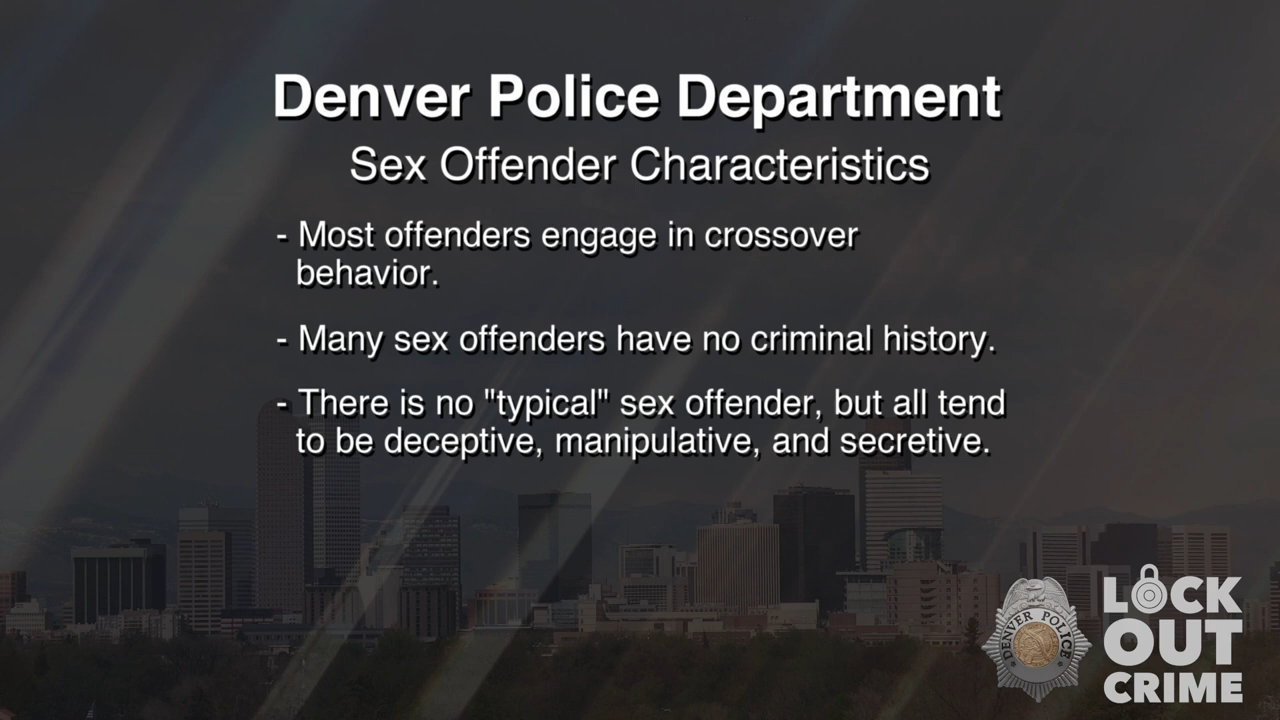 Denver Police Department
Sex Offender Characteristics
- Most offenders engage in crossover
behavior.
- Many sex offenders have no criminal history.
- There is no "typical" sex offender, but all tend
to be deceptive, manipulative, and secretive.
DENVER POLICE
LOCK
OUT
CRIME